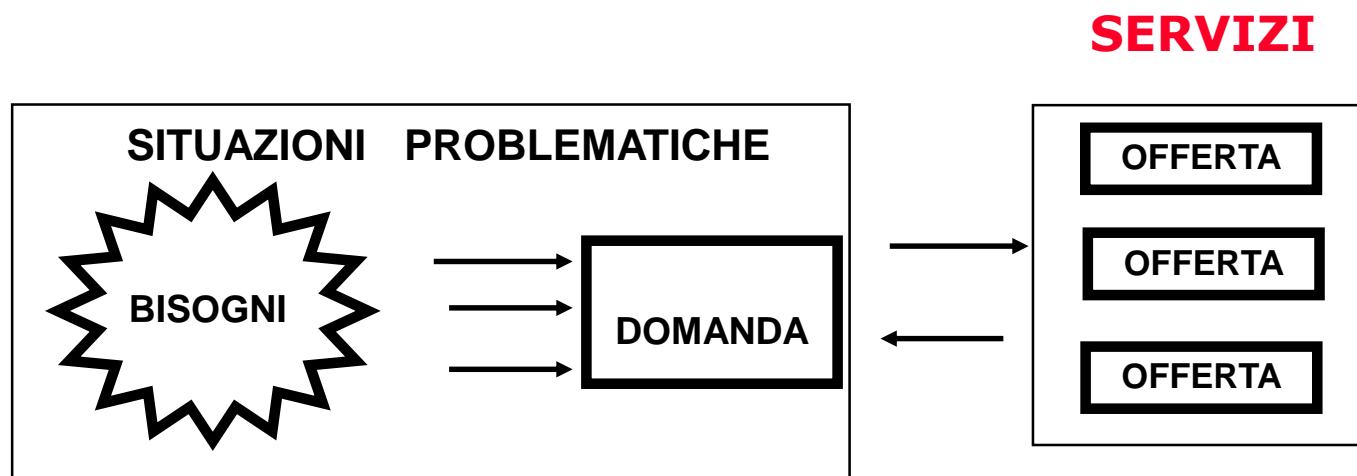 SERVIZI
SITUAZIONI PROBLEMATICHE
BISOGNI
DOMANDA
OFFERTA
OFFERTA
OFFERTA